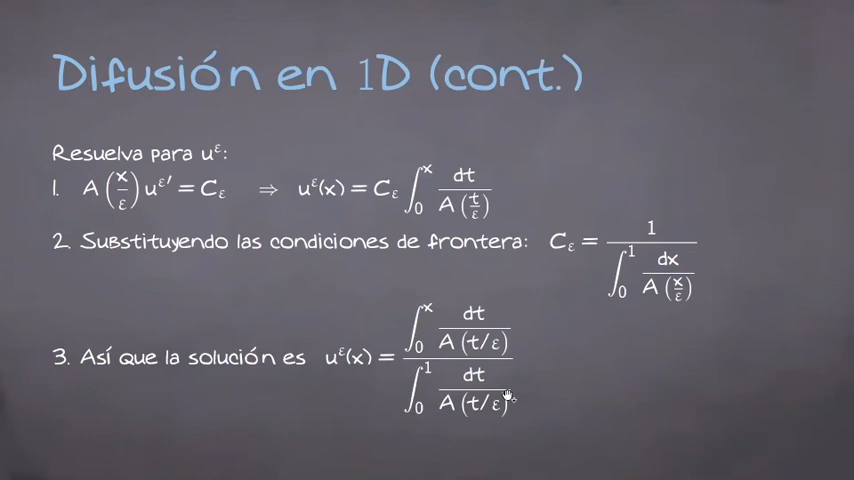 Difusión en 1D (cont.)
Resuelva para u^ε:
1. A(x/ε) u^ε′ = C_ε ⇒ u^ε(x) = C_ε ∫_0^x dt / A(t/ε)
2. Substituyendo las condiciones de frontera: C_ε = 1 / ∫_0^1 dx / A(x/ε)
3. Así que la solución es u^ε(x) = ∫_0^x dt / A(t/ε) / ∫_0^1 dt / A(t/ε)